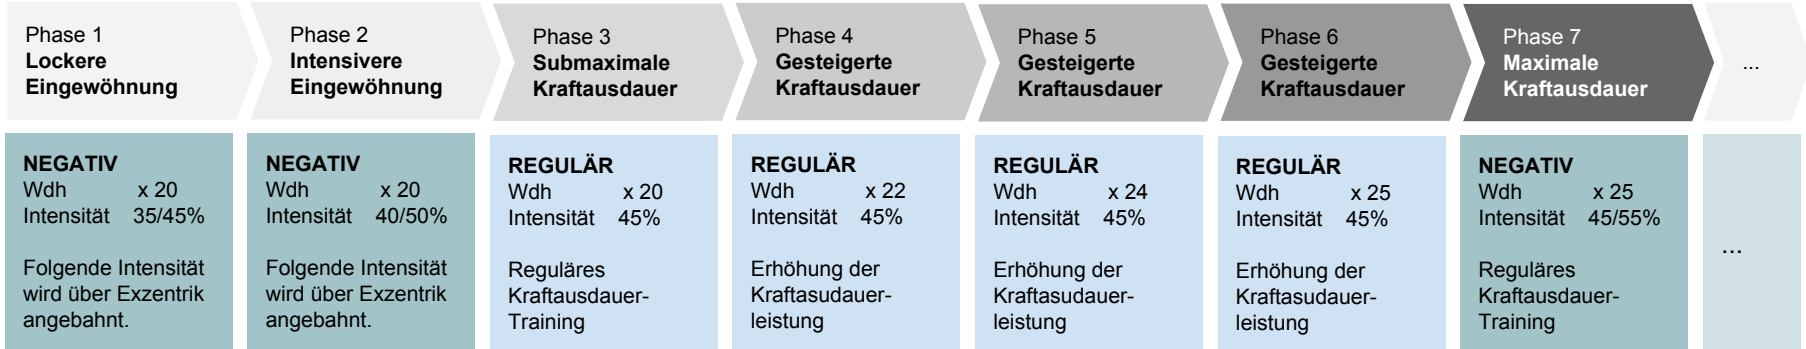 Phase 1
Lockere
Eingewöhnung
Phase 2
Intensivere
Eingewöhnung
Phase 3
Submaximale
Kraftausdauer
Phase 4
Gesteigerte
Kraftausdauer
Phase 5
Gesteigerte
Kraftausdauer
Phase 6
Gesteigerte
Kraftausdauer
Phase 7
Maximale
Kraftausdauer
...
NEGATIV
Wdh x 20
Intensität 35/45%
Folgende Intensität
wird über Exzentrik
angebahnt.
NEGATIV
Wdh x 20
Intensität 40/50%
Folgende Intensität
wird über Exzentrik
angebahnt.
REGULÄR
Wdh x 20
Intensität 45%
Reguläres
Kraftausdauer-
Training
REGULÄR
Wdh x 22
Intensität 45%
Erhöhung der
Kraftasudauer-
leistung
REGULÄR
Wdh x 24
Intensität 45%
Erhöhung der
Kraftasudauer-
leistung
REGULÄR
Wdh x 25
Intensität 45%
Erhöhung der
Kraftasudauer-
leistung
NEGATIV
Wdh x 25
Intensität 45/55%
Reguläres
Kraftausdauer-
Training
...